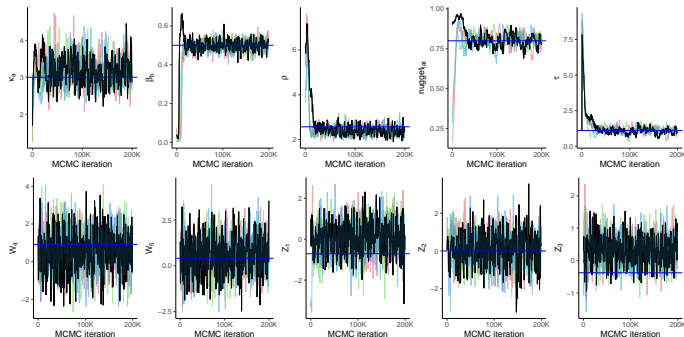 4
3
2
κa
0
100K
200K
MCMC iteration
0.6
0.4
0.2
0.0
βb
0
100K
200K
MCMC iteration
6
4
2
ρ
0
100K
200K
MCMC iteration
1.00
0.75
0.50
0.25
nuggetlat
0
100K
200K
MCMC iteration
7.5
5.0
2.5
0.0
τ
0
100K
200K
MCMC iteration
4
2
0
−2
W4
0
100K
200K
MCMC iteration
2.5
0.0
−2.5
W5
0
100K
200K
MCMC iteration
2
0
−2
Z1
0
100K
200K
MCMC iteration
2
0
−2
Z2
0
100K
200K
MCMC iteration
2
1
0
−1
Z3
0
100K
200K
MCMC iteration